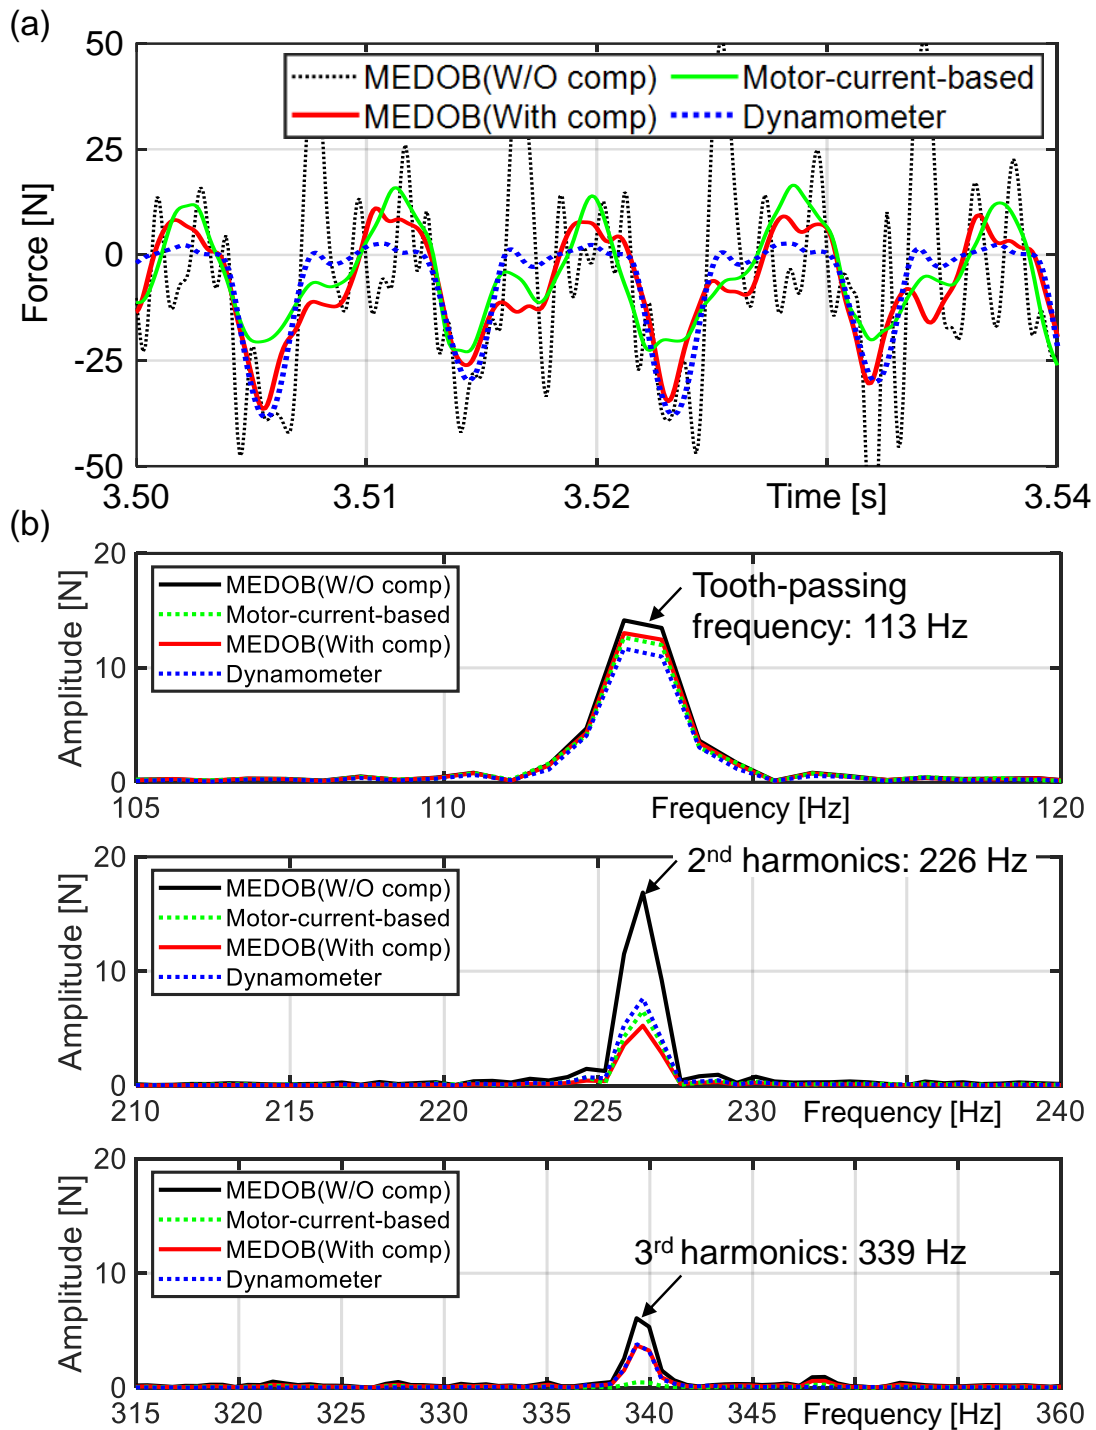 (a)
50
MEDOB(W/O comp) Motor-current-based
MEDOB(With comp) Dynamometer
25
0
-25
-50
Force [N]
3.50 3.51 3.52 Time [s] 3.54
(b)
20
10
0
Amplitude [N]
MEDOB(W/O comp)
Motor-current-based
MEDOB(With comp)
Dynamometer
Tooth-passing
frequency: 113 Hz
105 110 Frequency [Hz] 120
20
10
0
Amplitude [N]
MEDOB(W/O comp)
Motor-current-based
MEDOB(With comp)
Dynamometer
2nd harmonics: 226 Hz
210 215 220 225 230 Frequency [Hz] 240
20
10
0
Amplitude [N]
MEDOB(W/O comp)
Motor-current-based
MEDOB(With comp)
Dynamometer
3rd harmonics: 339 Hz
315 320 325 330 335 340 345 Frequency [Hz] 360